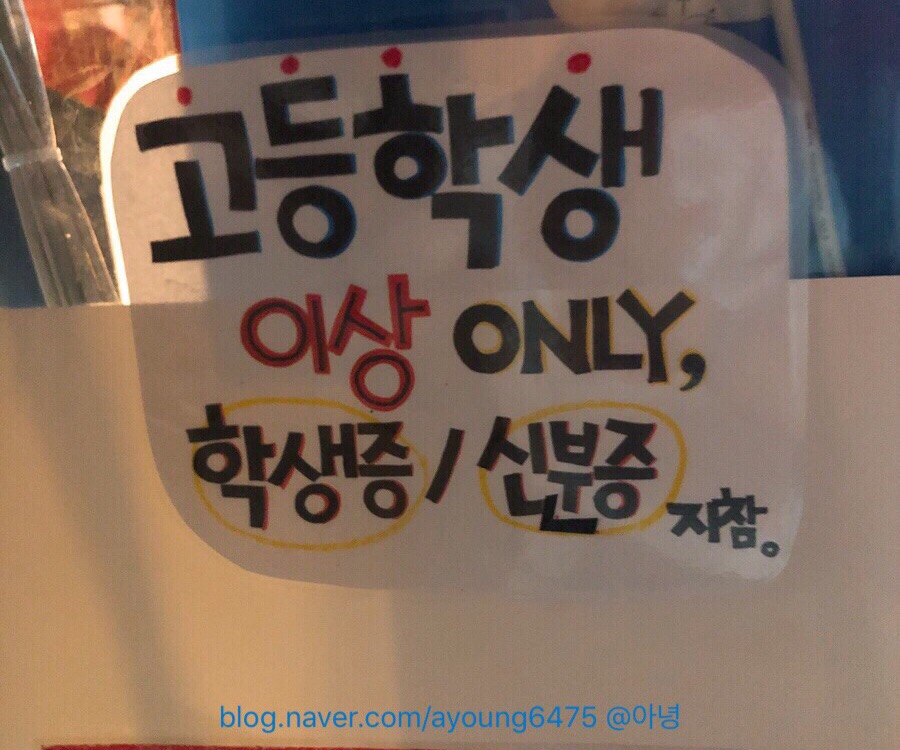 고등학생
이상 ONLY,
학생증 / 신분증 지참。
blog.naver.com/ayoung6475 @아녕